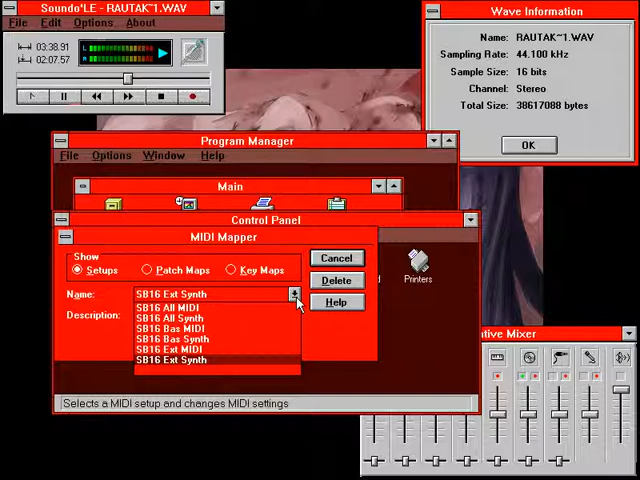 Soundo'LE - RAUTAK~1.WAV
File Edit Options About
03:38.91
02:07.57
L
R
Wave Information
Name: RAUTAK~1.WAV
Sampling Rate: 44.100 kHz
Sample Size: 16 bits
Channel: Stereo
Total Size: 38617088 bytes
OK
Program Manager
File Options Window Help
Main
Control Panel
MIDI Mapper
Show
Setups Patch Maps Key Maps
Name: SB16 Ext Synth
Description:
SB16 All MIDI
SB16 All Synth
SB16 Bas MIDI
SB16 Bas Synth
SB16 Ext MIDI
SB16 Ext Synth
Cancel
Delete
Help
Printers
Selects a MIDI setup and changes MIDI settings
tive Mixer